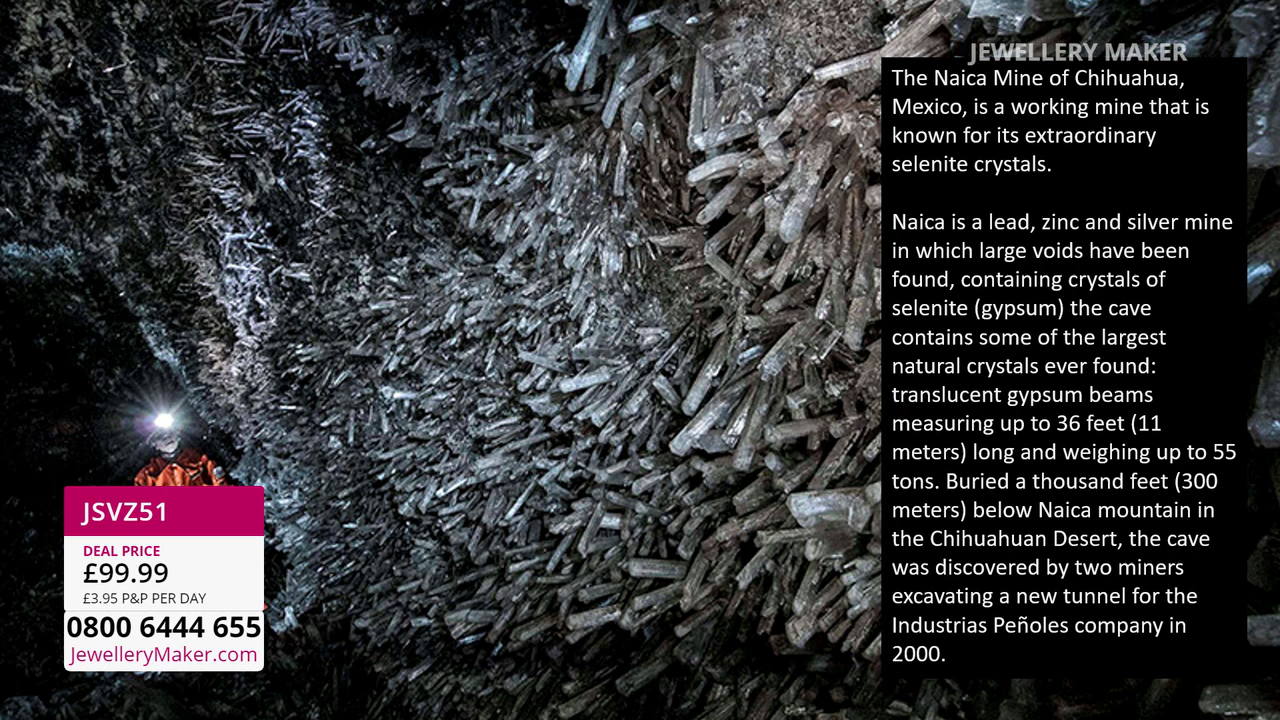 JEWELLERY MAKER
The Naica Mine of Chihuahua,
Mexico, is a working mine that is
known for its extraordinary
selenite crystals.
Naica is a lead, zinc and silver mine
in which large voids have been
found, containing crystals of
selenite (gypsum) the cave
contains some of the largest
natural crystals ever found:
translucent gypsum beams
measuring up to 36 feet (11
meters) long and weighing up to 55
tons. Buried a thousand feet (300
meters) below Naica mountain in
the Chihuahuan Desert, the cave
was discovered by two miners
excavating a new tunnel for the
Industrias Peñoles company in
2000.
JSVZ51
DEAL PRICE
£99.99
£3.95 P&P PER DAY
0800 6444 655
JewelleryMaker.com